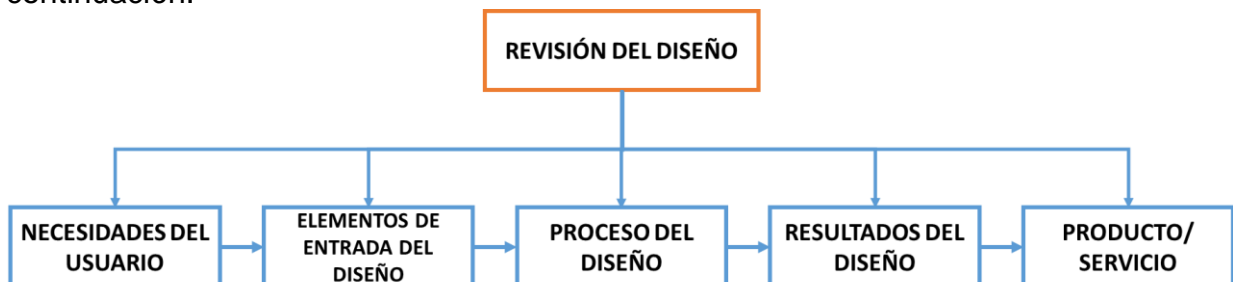 continuación.
REVISIÓN DEL DISEÑO
NECESIDADES DEL
USUARIO
ELEMENTOS DE
ENTRADA DEL
DISEÑO
PROCESO DEL
DISEÑO
RESULTADOS DEL
DISEÑO
PRODUCTO/
SERVICIO